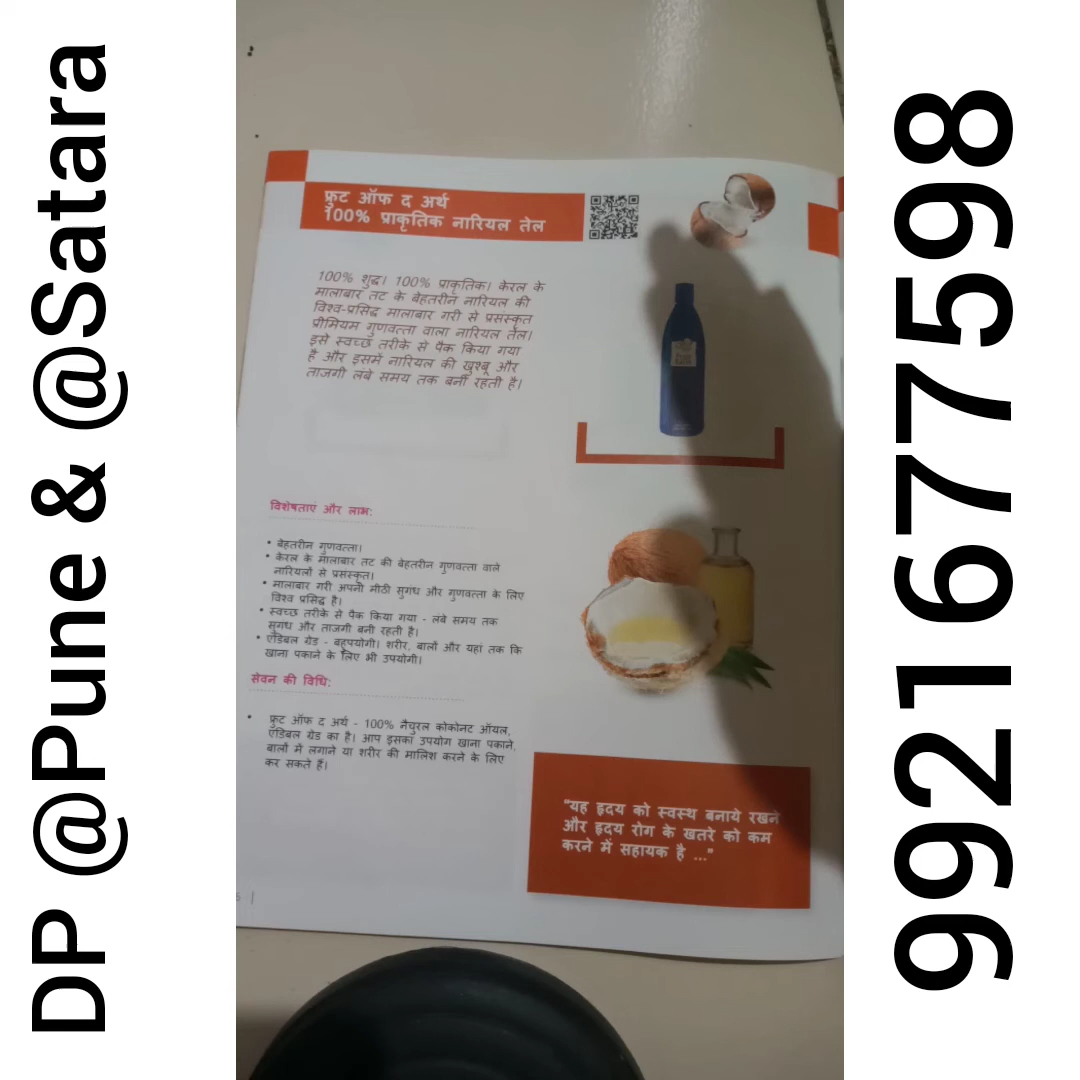 DP @Pune & @Satara
फ्रुट ऑफ द अर्थ
100% प्राकृतिक नारियल तेल
100% शुद्ध। 100% प्राकृतिक। केरल के
मालाबार तट के बेहतरीन नारियल की
विश्व-प्रसिद्ध मालाबार गरी से प्रसंस्कृत
प्रीमियम गुणवत्ता वाला नारियल तेल।
इसे स्वच्छ तरीके से पैक किया गया
है और इसमें नारियल की खुश्बू और
ताजगी लंबे समय तक बनी रहती है।
विशेषताएं और लाभ:
• बेहतरीन गुणवत्ता।
• केरल के मालाबार तट की बेहतरीन गुणवत्ता वाले
नारियलों से प्रसंस्कृत।
• मालाबार गरी अपनी मीठी सुगंध और गुणवत्ता के लिए
विश्व प्रसिद्ध है।
• स्वच्छ तरीके से पैक किया गया - लंबे समय तक
सुगंध और ताजगी बनी रहती है।
• एडिबल ग्रेड - बहुपयोगी। शरीर, बालों और यहां तक कि
खाना पकाने के लिए भी उपयोगी।
सेवन की विधि:
• फ्रुट ऑफ द अर्थ - 100% नैचुरल कोकोनट ऑयल,
एडिबल ग्रेड का है। आप इसका उपयोग खाना पकाने,
बालों में लगाने या शरीर की मालिश करने के लिए
कर सकते हैं।
"यह हृदय को स्वस्थ बनाये रखने
और हृदय रोग के खतरे को कम
करने में सहायक है ..."
9921677598